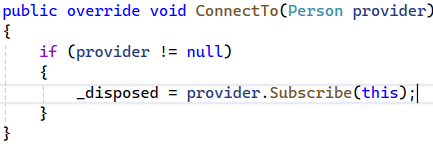 public override void ConnectTo(Person provider)
{
    if (provider != null)
    {
        _disposed = provider.Subscribe(this);
    }
}